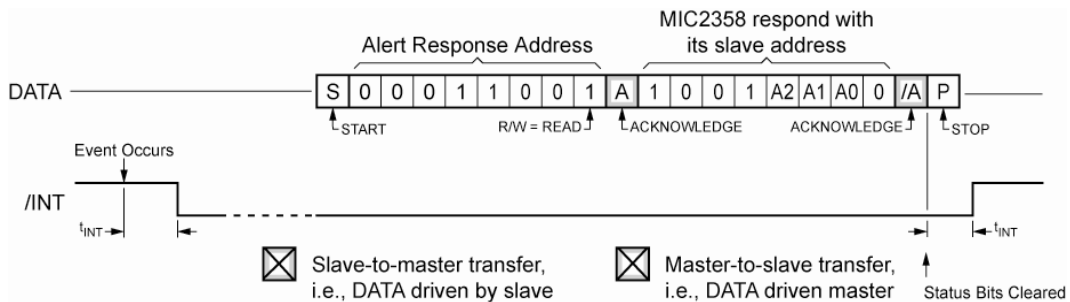 Alert Response Address
MIC2358 respond with
its slave address
DATA
S 0 0 0 1 1 0 0 1 A 1 0 0 1 A2 A1 A0 0 /A P
START
R/W = READ
ACKNOWLEDGE
ACKNOWLEDGE
STOP
Event Occurs
/INT
tINT
tINT
Slave-to-master transfer,
i.e., DATA driven by slave
Master-to-slave transfer,
i.e., DATA driven master
Status Bits Cleared